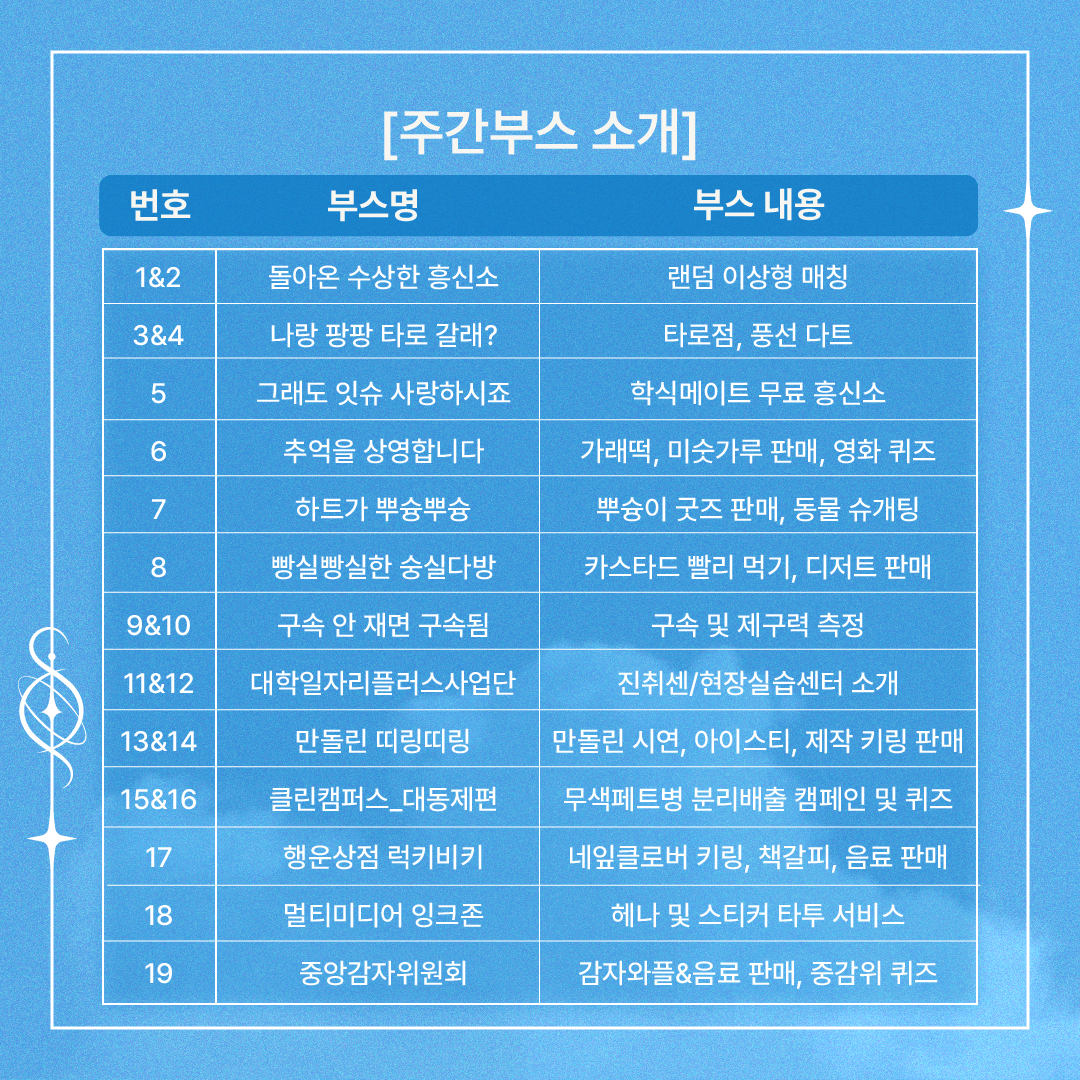 [주간부스 소개]
번호 부스명 부스 내용
1&2 돌아온 수상한 흥신소 랜덤 이상형 매칭
3&4 나랑 팡팡 타로 갈래? 타로점, 풍선 다트
5 그래도 잇슈 사랑하시죠 학식메이트 무료 흥신소
6 추억을 상영합니다 가래떡, 미숫가루 판매, 영화 퀴즈
7 하트가 뿌슝뿌슝 뿌슝이 굿즈 판매, 동물 슈개팅
8 빵실빵실한 숭실다방 카스타드 빨리 먹기, 디저트 판매
9&10 구속 안 재면 구속됨 구속 및 제구력 측정
11&12 대학일자리플러스사업단 진취센/현장실습센터 소개
13&14 만돌린 띠링띠링 만돌린 시연, 아이스티, 제작 키링 판매
15&16 클린캠퍼스_대동제편 무색페트병 분리배출 캠페인 및 퀴즈
17 행운상점 럭키비키 네잎클로버 키링, 책갈피, 음료 판매
18 멀티미디어 잉크존 헤나 및 스티커 타투 서비스
19 중앙감자위원회 감자와플&음료 판매, 중감위 퀴즈